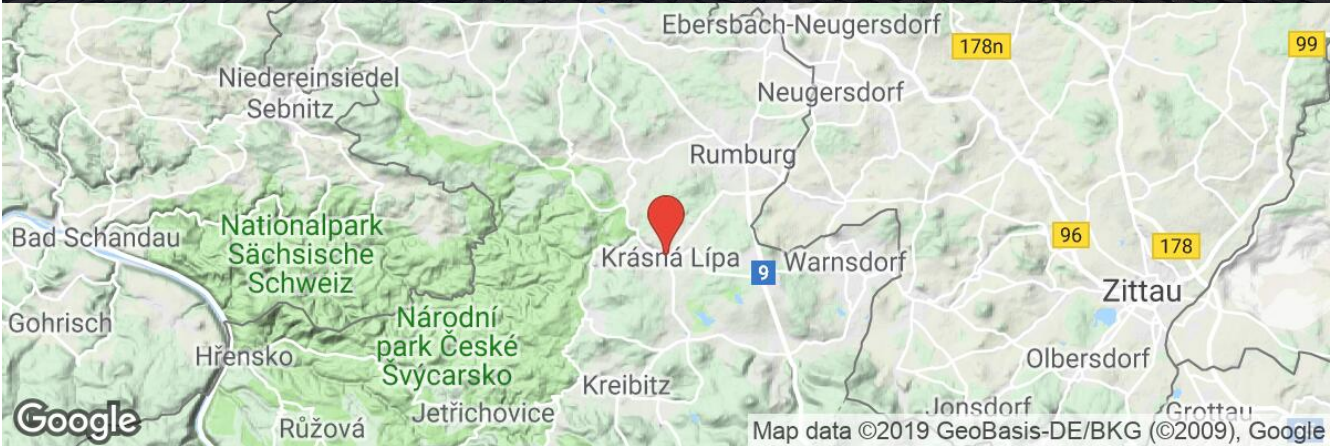 Ebersbach-Neugersdorf
178n
99
Niedereinsiedel
Sebnitz
Neugersdorf
Rumburg
Nationalpark
Sächsische
Schweiz
Bad Schandau
96
178
Krásná Lípa
9
Warnsdorf
Zittau
Gohrisch
Národní
park České
Švýcarsko
Hřensko
Olbersdorf
Kreibitz
Jetřichovice
Růžová
Jonsdorf
Grottau
Google
Map data ©2019 GeoBasis-DE/BKG (©2009), Google